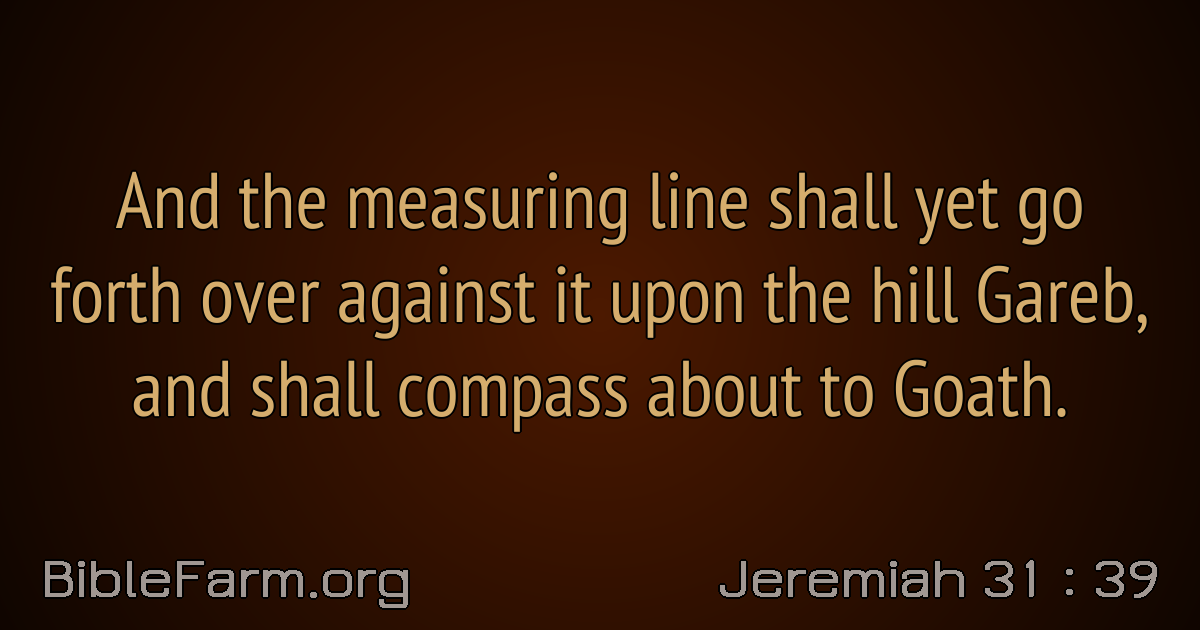 And the measuring line shall yet go
forth over against it upon the hill Gareb,
and shall compass about to Goath.
BibleFarm.org
Jeremiah 31 : 39